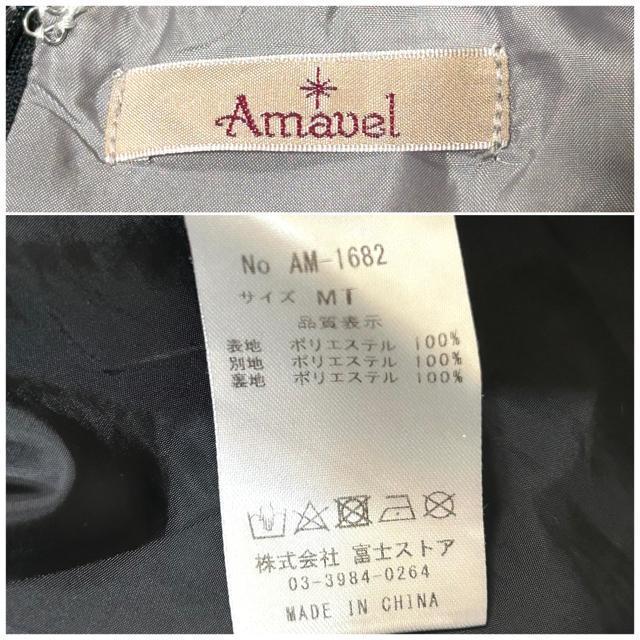 Amavel
No AM-1682
サイズ MT
品質表示
表地 ポリエステル 100%
別地 ポリエステル 100%
裏地 ポリエステル 100%
株式会社 富士ストア
03-3984-0264
MADE IN CHINA